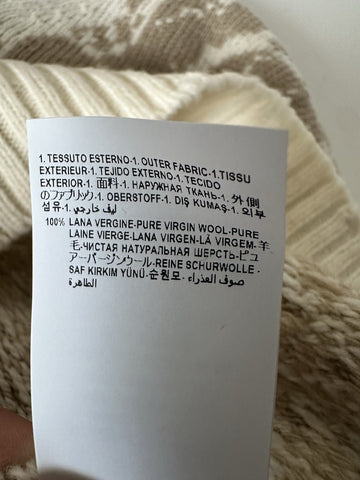 1. TESSUTO ESTERNO-1. OUTER FABRIC-1.TISSU
EXTERIEUR-1. TEJIDO EXTERNO-1. TECIDO
EXTERIOR-1. 面料-1. НАРУЖНАЯ ТКАНЬ-1. 外側
のファブリック-1. OBERSTOFF-1. DIŞ KUMAŞ-1. 외부
섬유-1. ليف خارجي
100% LANA VERGINE-PURE VIRGIN WOOL-PURE
LAINE VIERGE-LANA VIRGEN-LÃ VIRGEM-羊
毛-ЧИСТАЯ НАТУРАЛЬНАЯ ШЕРСТЬ-ピュ
アーバージンウール-REINE SCHURWOLLE-
SAF KIRKIM YÜNÜ-순원모- صوف العذراء
الطاهرة